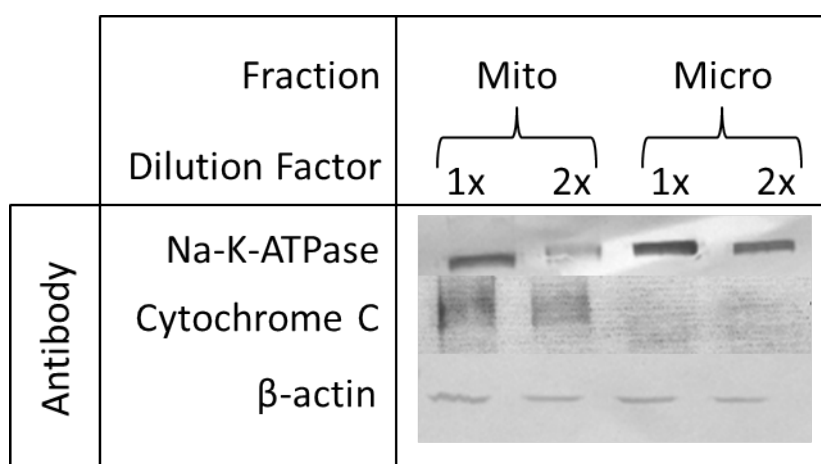 Fraction Mito Micro
Dilution Factor 1x 2x 1x 2x
Antibody
Na-K-ATPase
Cytochrome C
β-actin